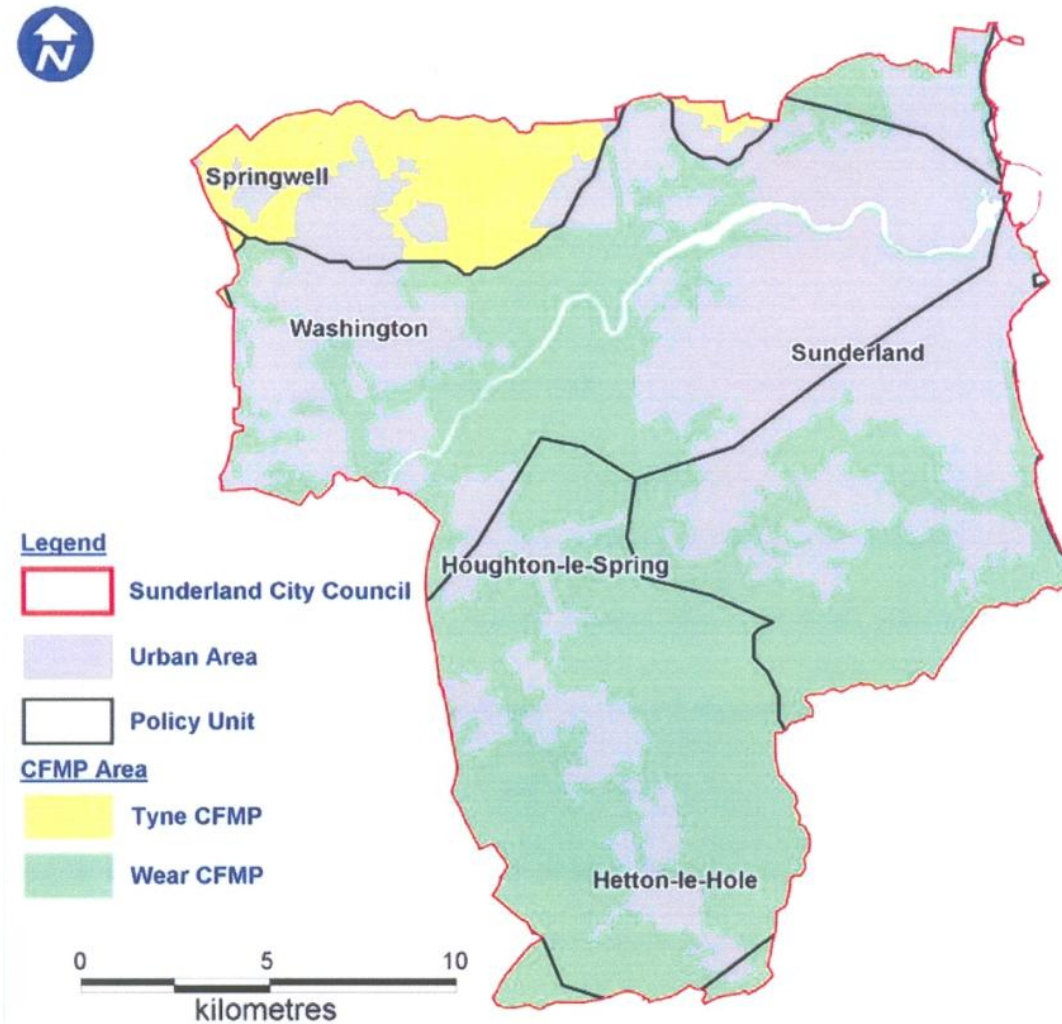 N
Springwell
Washington
Sunderland
Houghton-le-Spring
Hetton-le-Hole
Legend
Sunderland City Council
Urban Area
Policy Unit
CFMP Area
Tyne CFMP
Wear CFMP
0 5 10
kilometres